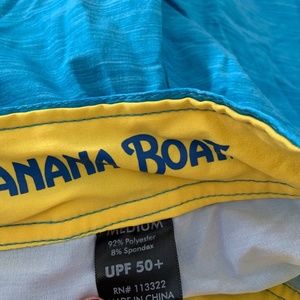 ANANA BOAT
MEDIUM
92% Polyester
8% Spandex
UPF 50+
RN# 113322
MADE IN CHINA